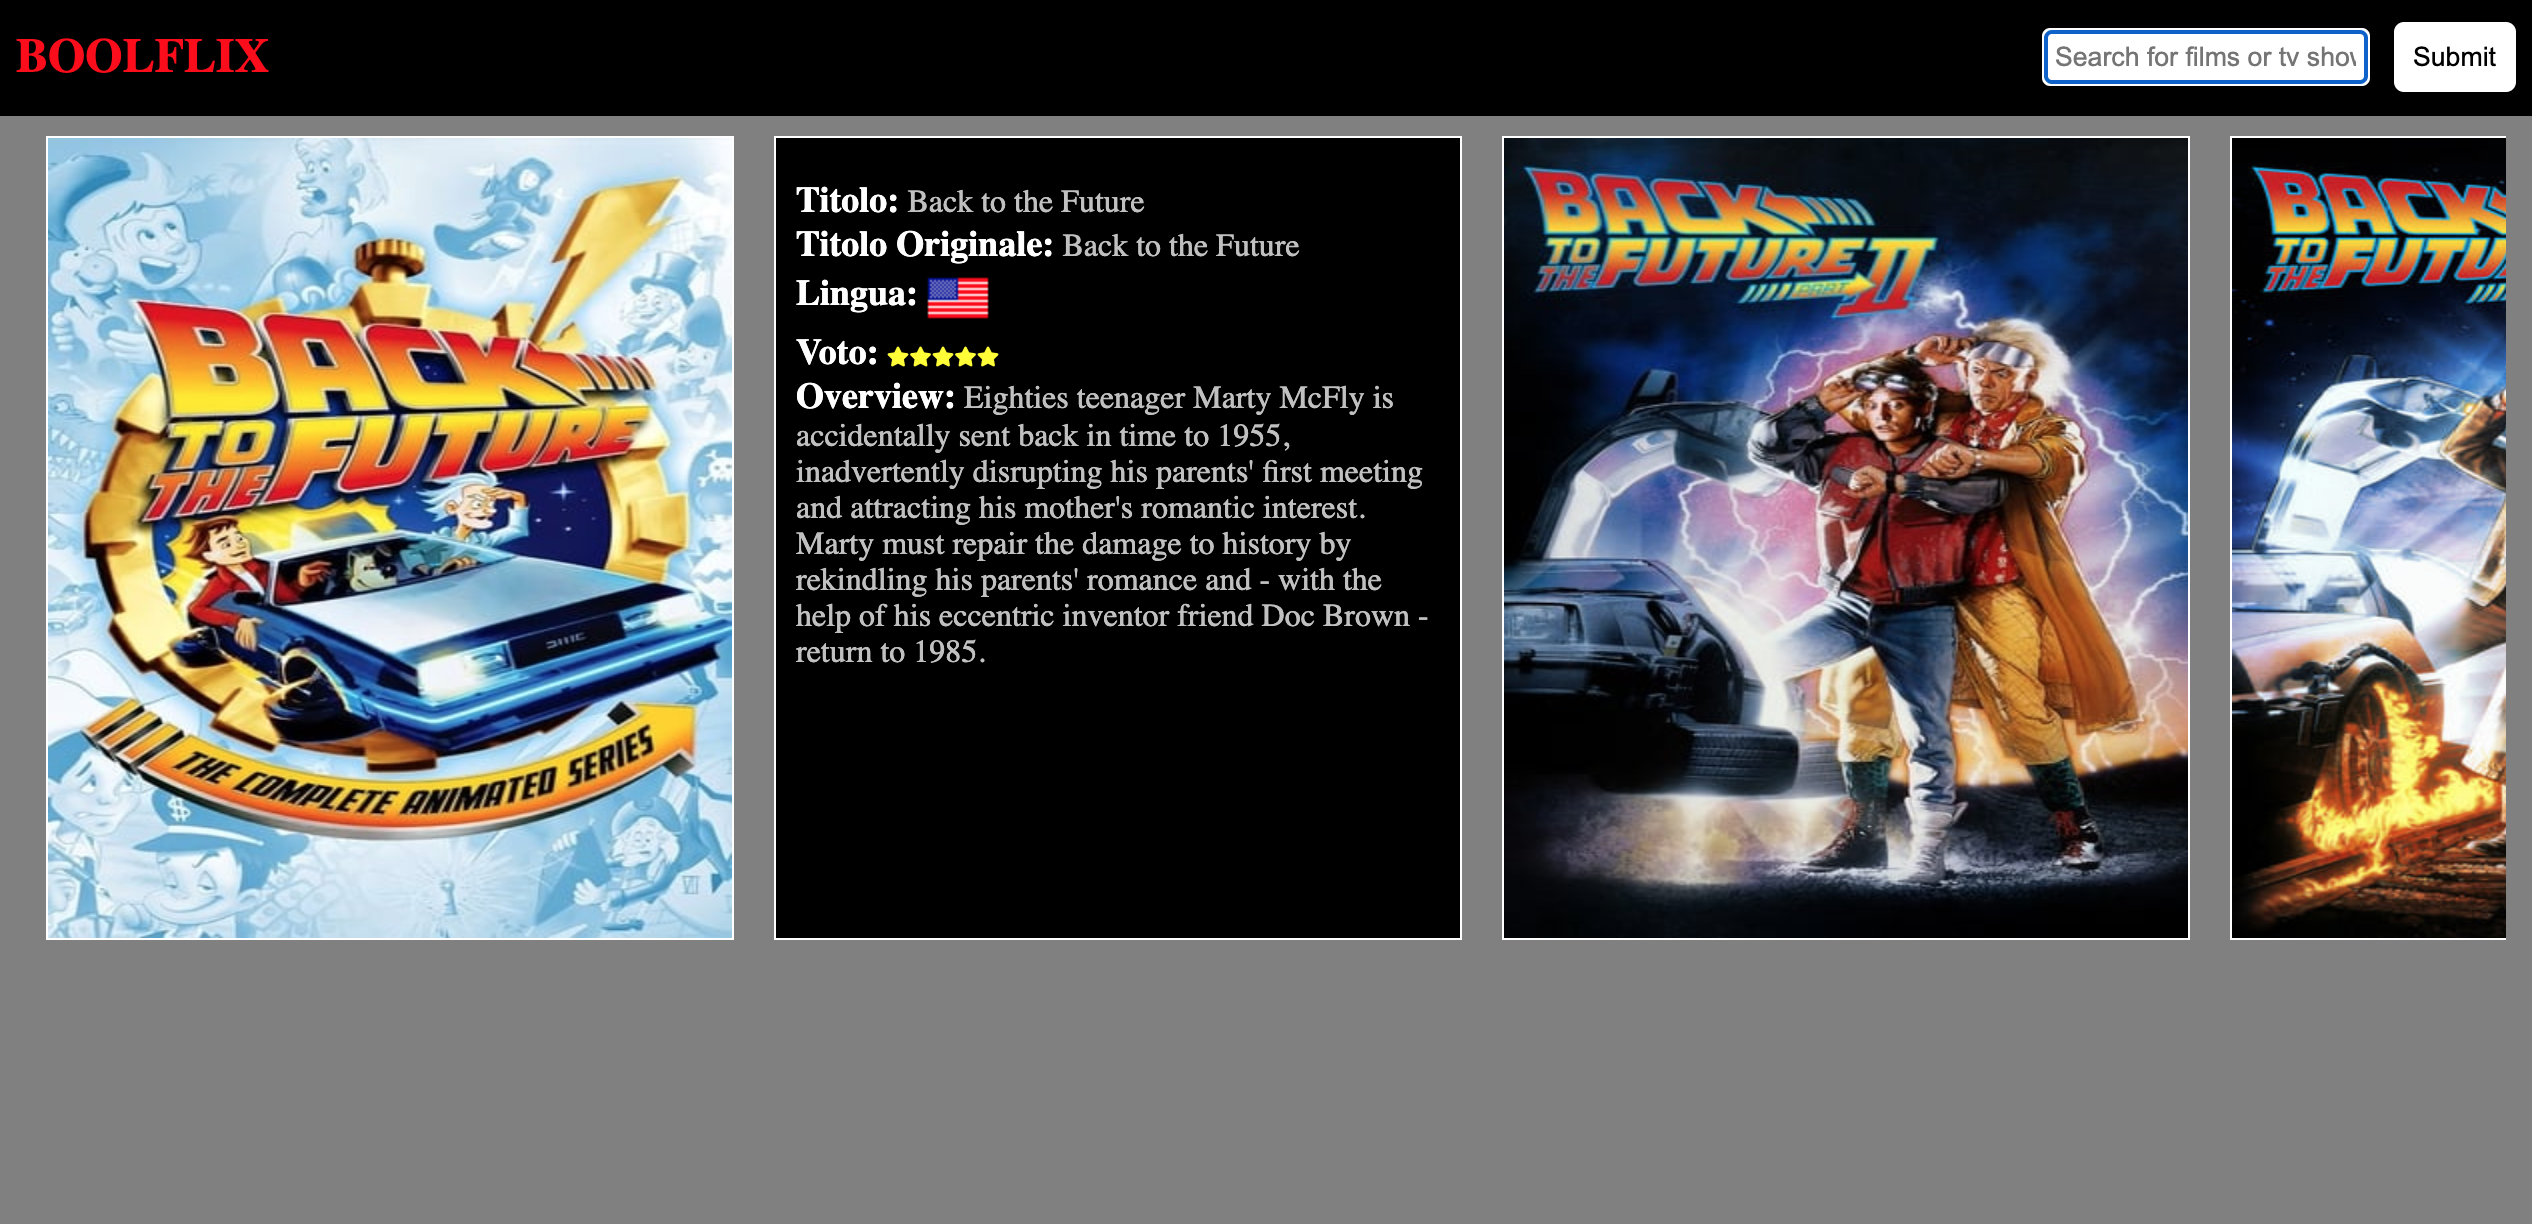 BOOLFLIX
Search for films or tv sho
Submit
BACK
TO
THE FUTURE
DMC
THE COMPLETE ANIMATED SERIES
Titolo: Back to the Future
Titolo Originale: Back to the Future
Lingua:
Voto:
Overview: Eighties teenager Marty McFly is
accidentally sent back in time to 1955,
inadvertently disrupting his parents' first meeting
and attracting his mother's romantic interest.
Marty must repair the damage to history by
rekindling his parents' romance and - with the
help of his eccentric inventor friend Doc Brown -
return to 1985.
BACK
TO
THE FUTURE II
PART
BACK
TO
THE FUTU